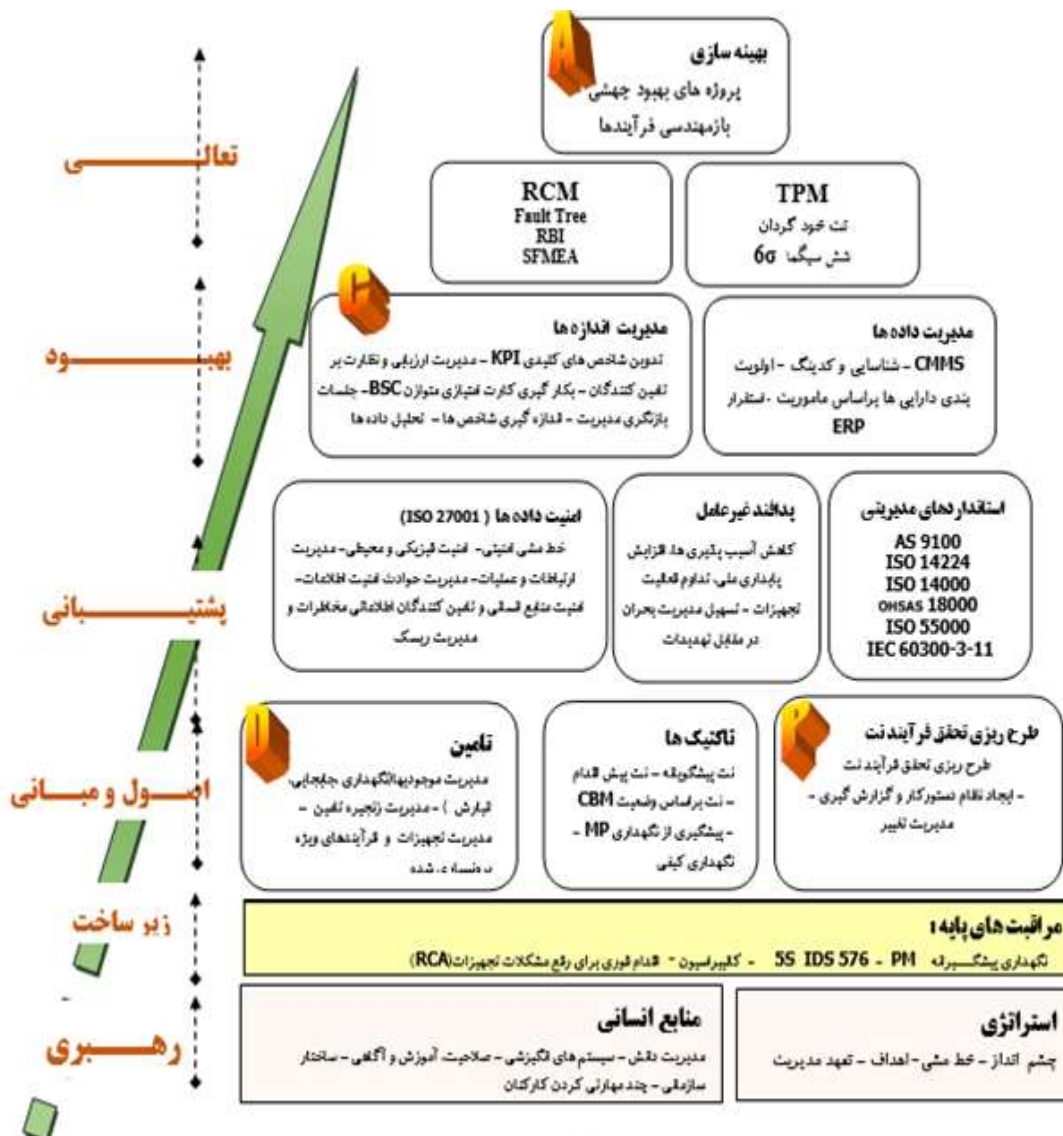 A
بهینه سازی
پروژه های بهبود جهشی
بازمهندسی فرآیندها
تعالی
TPM
نت خود گردان
شش سیگما 6σ
RCM
Fault Tree
RBI
SFMEA
بهبود
مدیریت داده ها
CMMS – شناسایی و کدینگ – اولویت
بندی دارایی ها براساس ماموریت -استقرار
ERP
C
مدیریت اندازه ها
تدوین شاخص های کلیدی KPI – مدیریت ارزیابی و نظارت بر
تامین کنندگان – بکار گیری کارت امتیازی متوازن BSC– جلسات
بازنگری مدیریت – اندازه گیری شاخص ها – تحلیل داده ها
پشتیبانی
استانداردهای مدیریتی
AS 9100
ISO 14224
ISO 14000
OHSAS 18000
ISO 55000
IEC 60300-3-11
پدافند غیرعامل
کاهش آسیب پذیری ها، افزایش
پایداری ملی، تداوم فعالیت
تجهیزات – تسهیل مدیریت بحران
در مقابل تهدیدات
امنیت داده ها ( ISO 27001)
خط مشی امنیتی– امنیت فیزیکی و محیطی– مدیریت
ارتباطات و عملیات– مدیریت حوادث امنیت اطلاعات–
امنیت منابع انسانی و تامین کنندگان اطلاعاتی مخاطرات و
مدیریت ریسک
اصول و مبانی
P
طرح ریزی تحقق فرآیند نت
طرح ریزی تحقق فرآیند نت
– ایجاد نظام دستورکار و گزارش گیری –
مدیریت تغییر
تاکتیک ها
نت پیشگویانه – نت پیش اقدام
– نت براساس وضعیت CBM
– پیشگیری از نگهداری MP –
نگهداری کیفی
D
تامین
مدیریت موجودیها(نگهداری، جابجایی،
انبارش ) – مدیریت زنجیره تامین –
مدیریت تجهیزات و فرآیندهای ویژه
برونسپاری شده
زیر ساخت
مراقبت های پایه :
نگهداری پیشگیرانه 5S IDS 576 - PM - کالیبراسیون - اقدام فوری برای رفع مشکلات تجهیزات(RCA)
رهبری
استراتژی
چشم انداز – خط مشی– اهداف – تعهد مدیریت
منابع انسانی
مدیریت دانش – سیستم های انگیزشی – صلاحیت، آموزش و آگاهی – ساختار
سازمانی – چند مهارتی کردن کارکنان